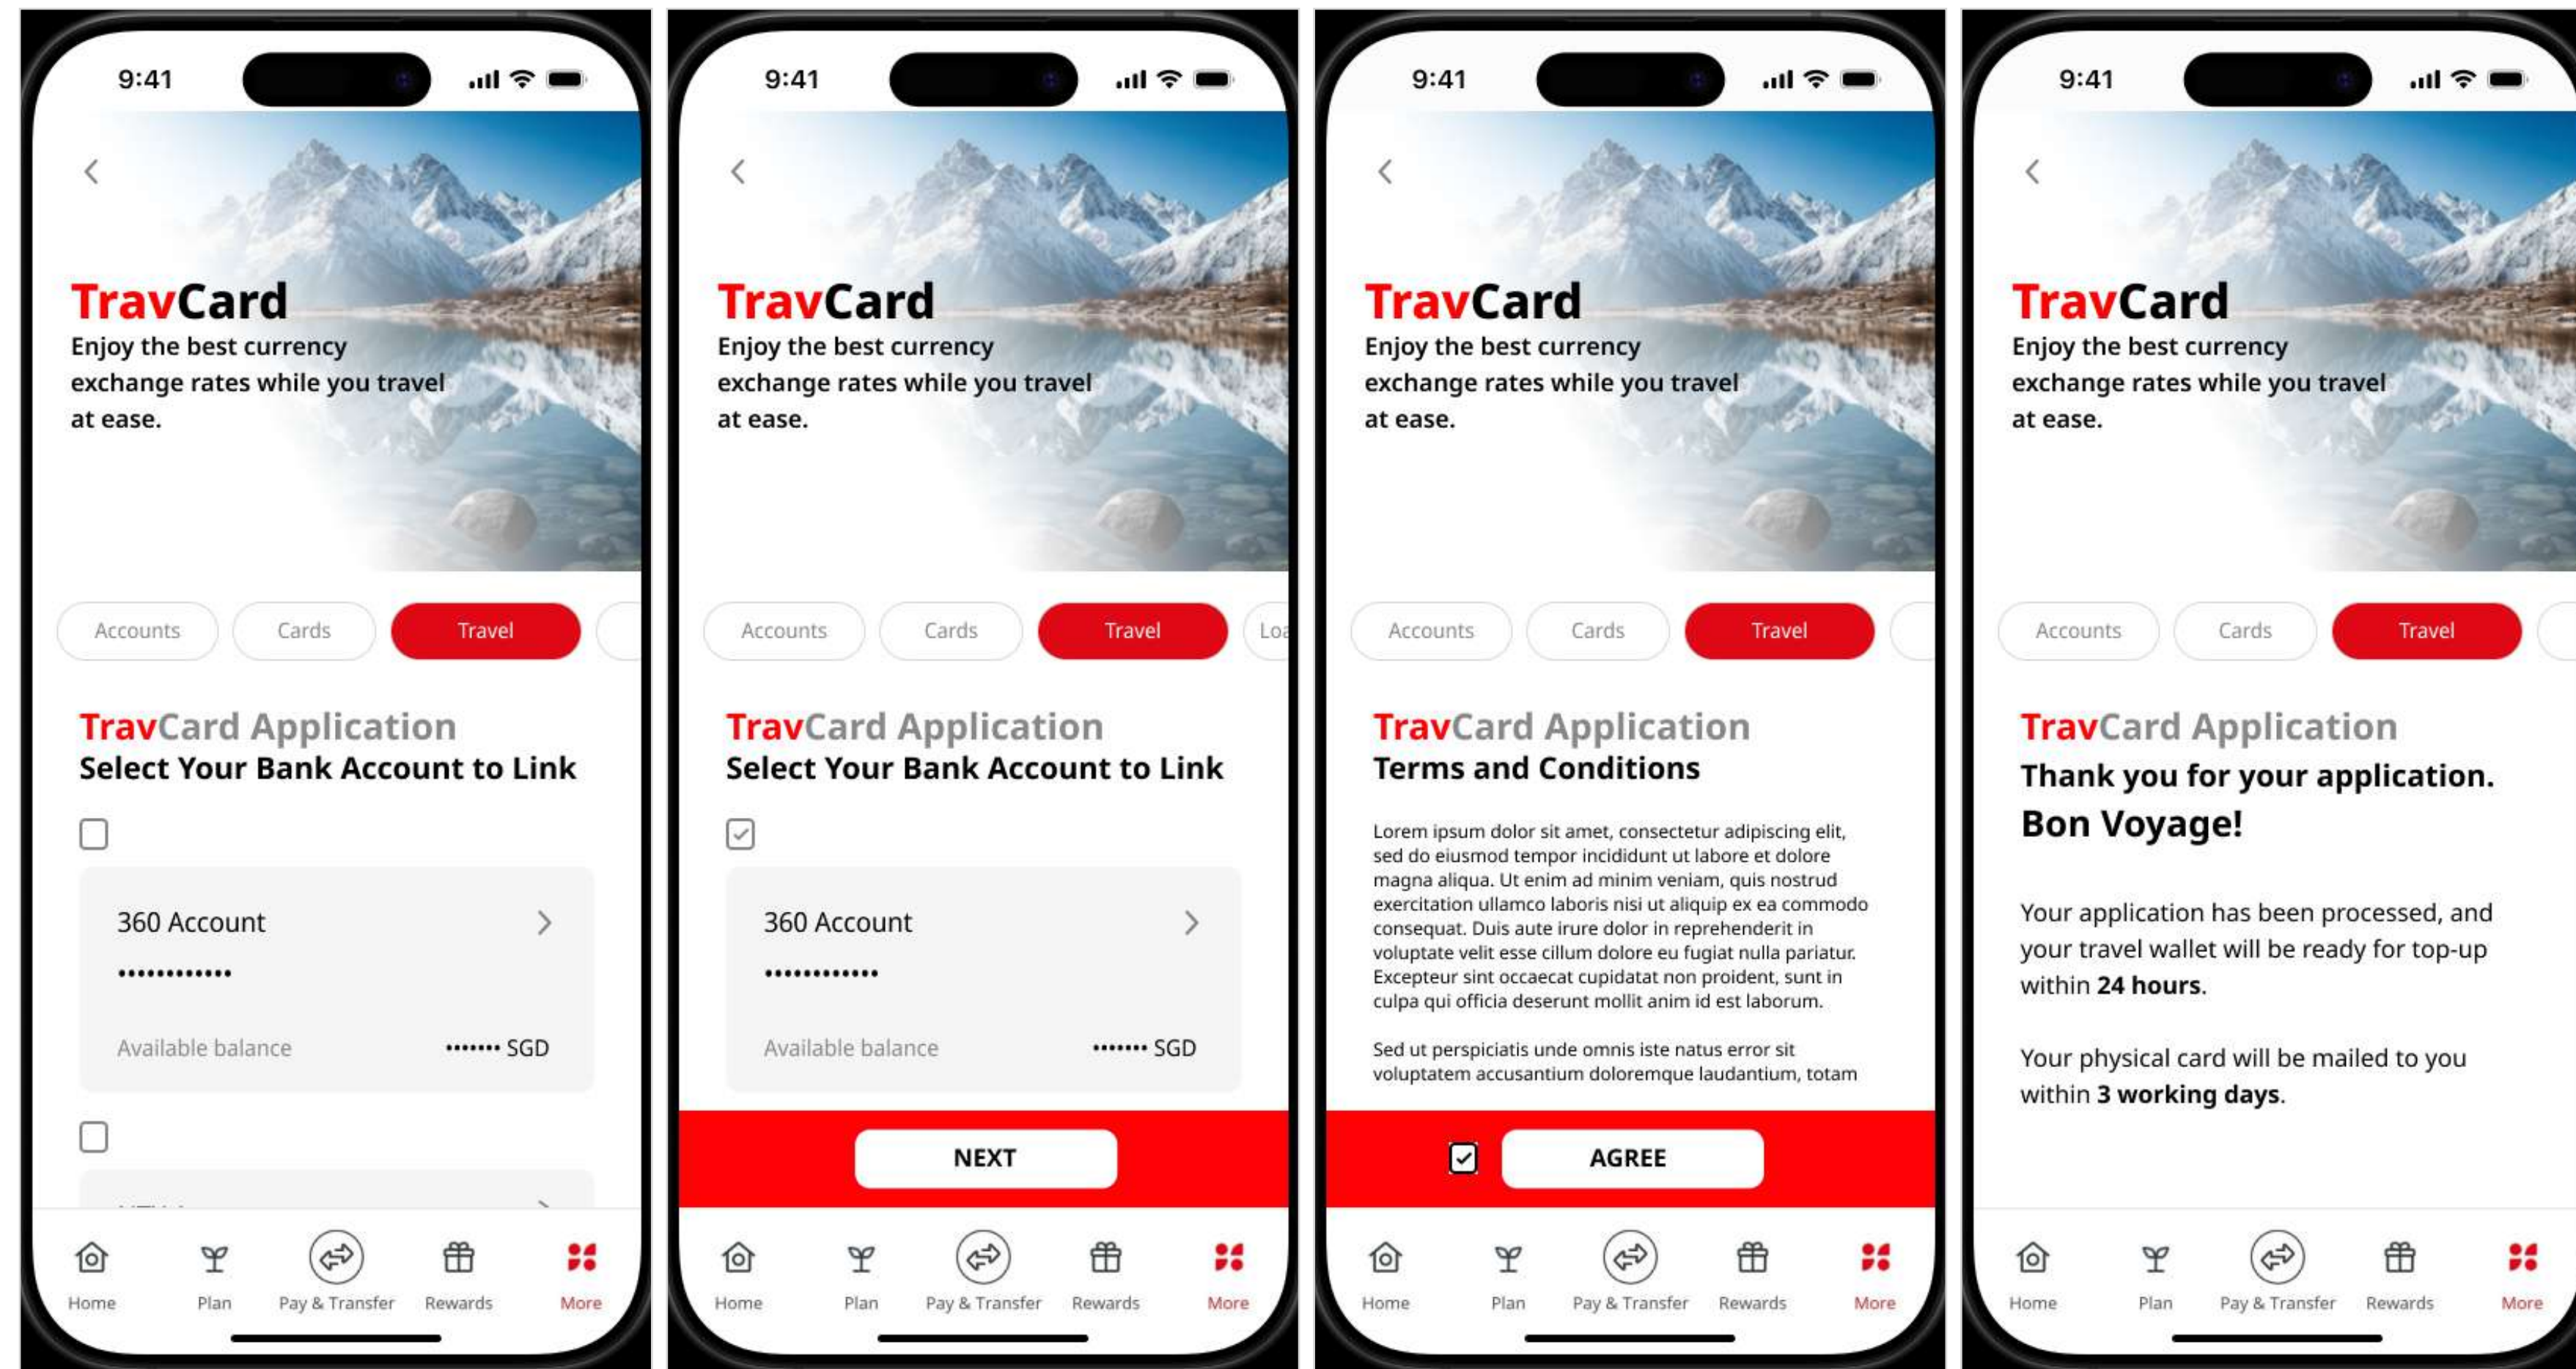 9:41
TravCard
Enjoy the best currency
exchange rates while you travel
at ease.
Accounts Cards Travel
TravCard Application
Select Your Bank Account to Link
360 Account
••••••••••••
Available balance ••••••• SGD
Home Plan Pay & Transfer Rewards More
9:41
TravCard
Enjoy the best currency
exchange rates while you travel
at ease.
Accounts Cards Travel Loa
TravCard Application
Select Your Bank Account to Link
360 Account
••••••••••••
Available balance ••••••• SGD
NEXT
Home Plan Pay & Transfer Rewards More
9:41
TravCard
Enjoy the best currency
exchange rates while you travel
at ease.
Accounts Cards Travel
TravCard Application
Terms and Conditions
Lorem ipsum dolor sit amet, consectetur adipiscing elit,
sed do eiusmod tempor incididunt ut labore et dolore
magna aliqua. Ut enim ad minim veniam, quis nostrud
exercitation ullamco laboris nisi ut aliquip ex ea commodo
consequat. Duis aute irure dolor in reprehenderit in
voluptate velit esse cillum dolore eu fugiat nulla pariatur.
Excepteur sint occaecat cupidatat non proident, sunt in
culpa qui officia deserunt mollit anim id est laborum.
Sed ut perspiciatis unde omnis iste natus error sit
voluptatem accusantium doloremque laudantium, totam
AGREE
Home Plan Pay & Transfer Rewards More
9:41
TravCard
Enjoy the best currency
exchange rates while you travel
at ease.
Accounts Cards Travel
TravCard Application
Thank you for your application.
Bon Voyage!
Your application has been processed, and
your travel wallet will be ready for top-up
within 24 hours.
Your physical card will be mailed to you
within 3 working days.
Home Plan Pay & Transfer Rewards More